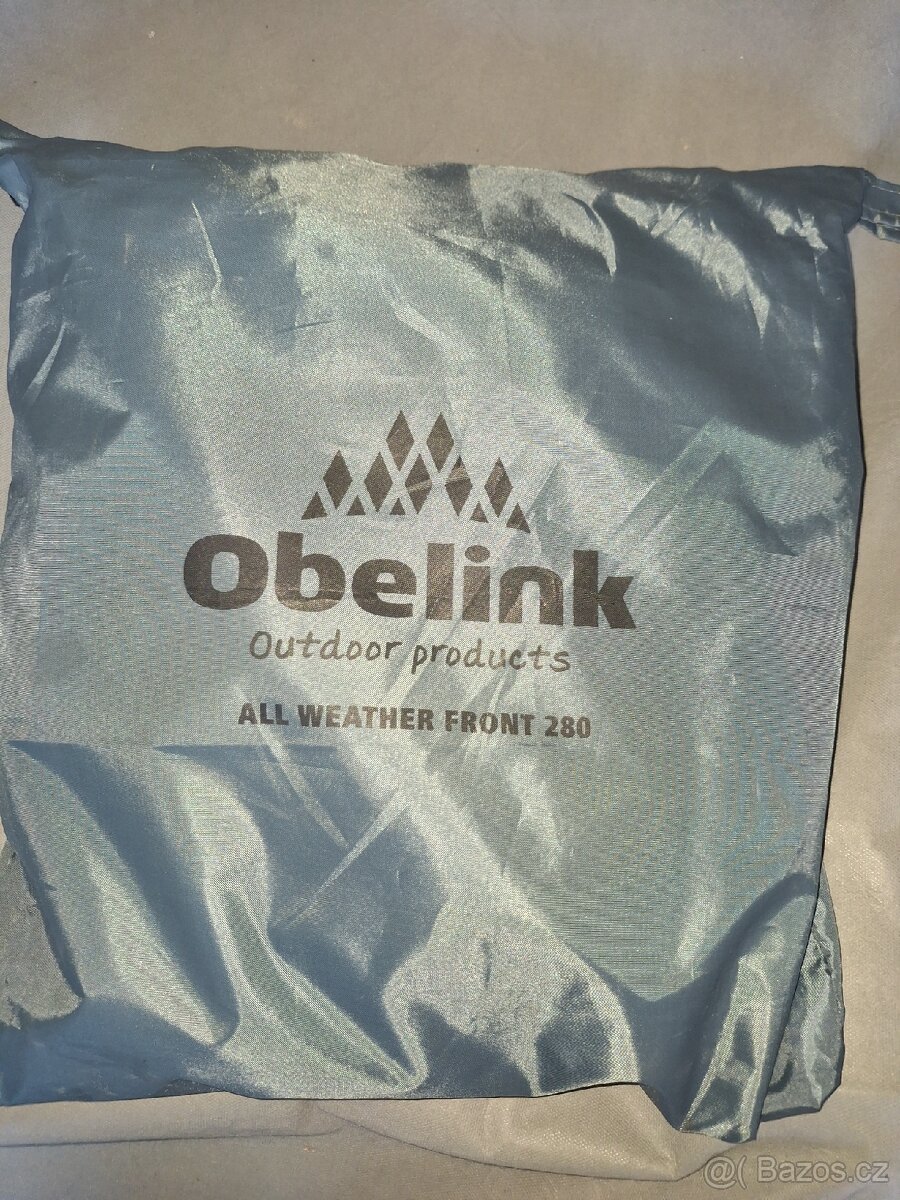 Obelink
Outdoor products
ALL WEATHER FRONT 280
@( Bazos.cz